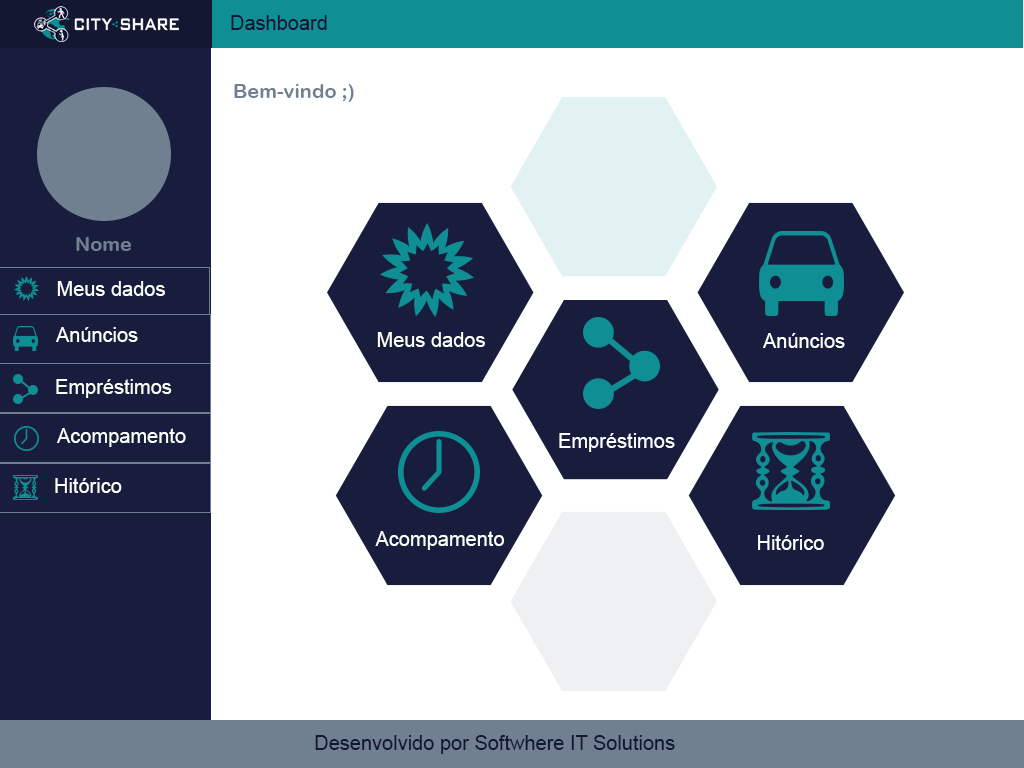 CITY SHARE
Dashboard
Bem-vindo ;)
Nome
Meus dados
Anúncios
Empréstimos
Acompamento
Hitórico
Meus dados
Anúncios
Empréstimos
Acompamento
Hitórico
Desenvolvido por Softwhere IT Solutions